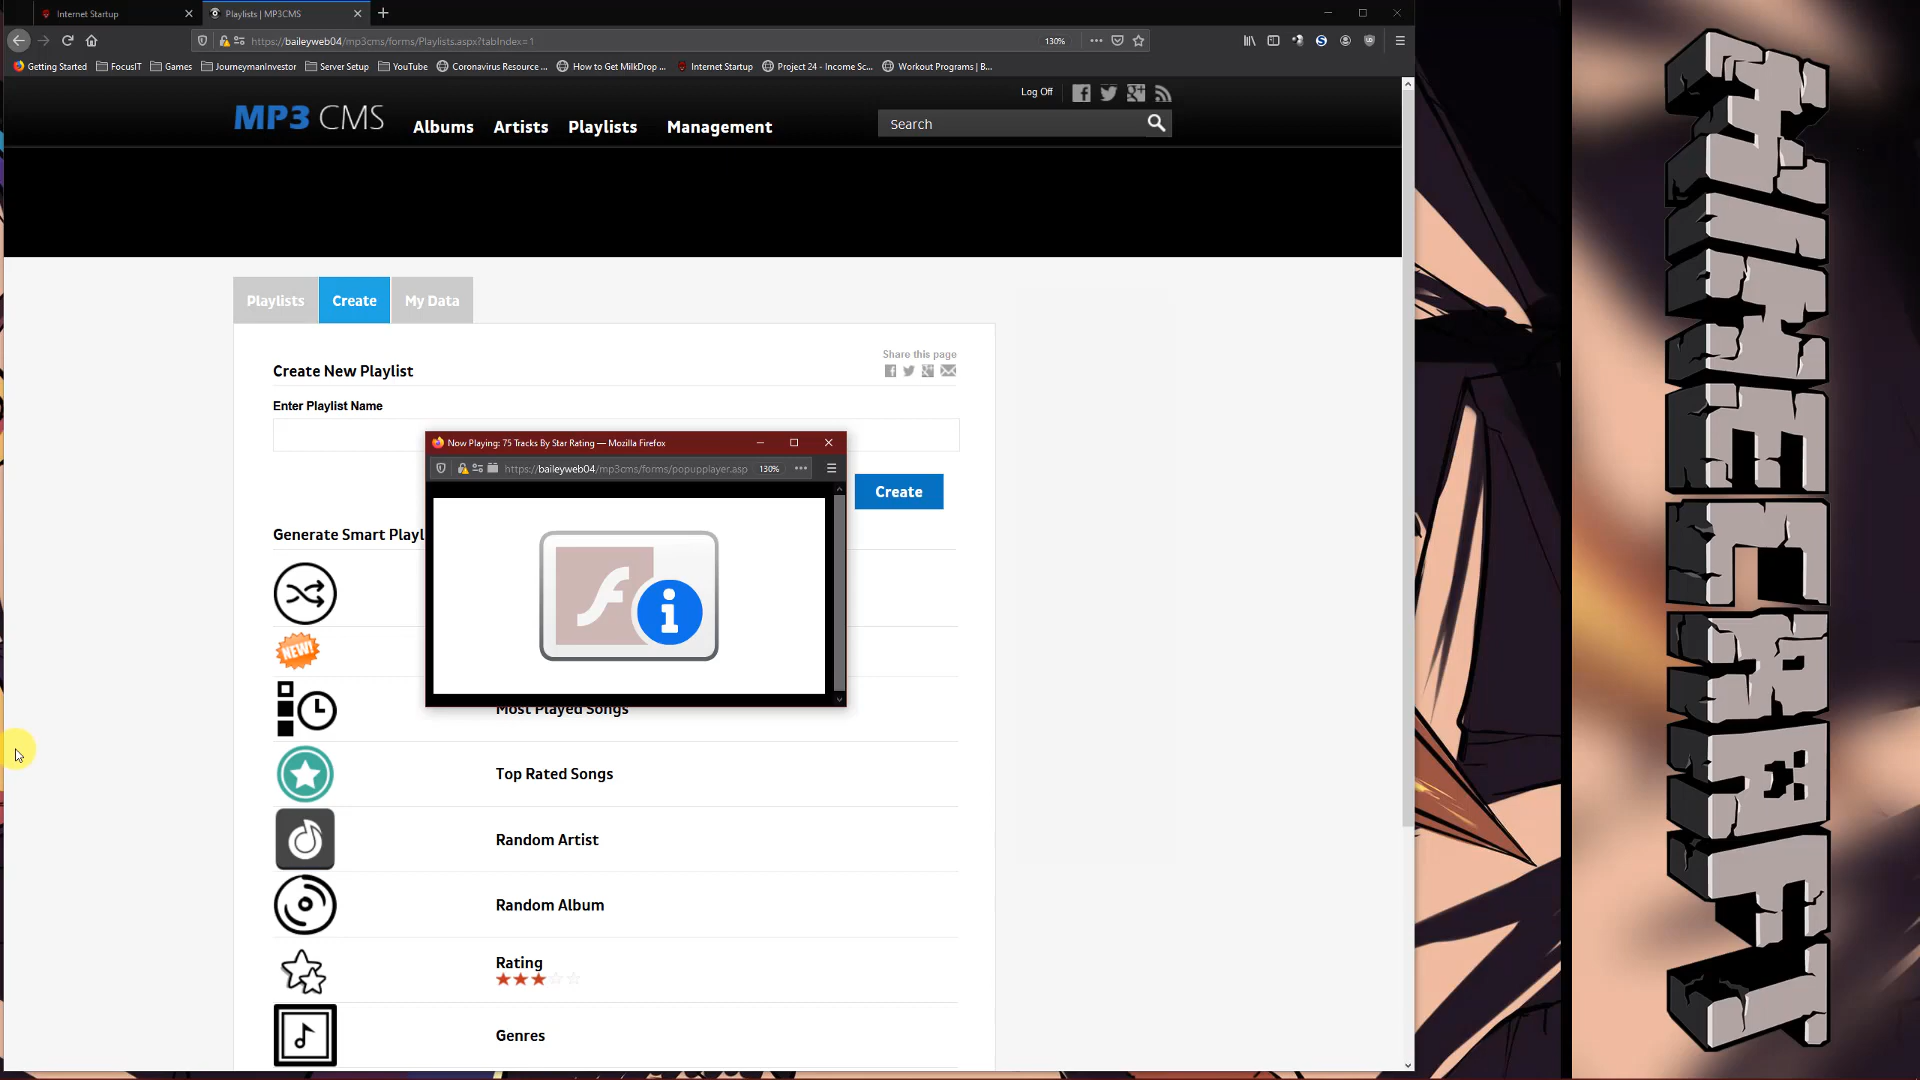 Internet Startup
Playlists | MP3CMS
https://baileyweb04/mp3cms/forms/Playlists.aspx?tabIndex=1
130%
Getting Started
FocusIT
Games
JourneymanInvestor
Server Setup
YouTube
Coronavirus Resource ...
How to Get MilkDrop ...
Internet Startup
Project 24 - Income Sc...
Workout Programs | B...
Log Off
MP3 CMS
Albums
Artists
Playlists
Management
Search
Playlists
Create
My Data
Share this page
Create New Playlist
Enter Playlist Name
Now Playing: 75 Tracks By Star Rating — Mozilla Firefox
https://baileyweb04/mp3cms/forms/popupplayer.asp
130%
Create
Generate Smart Playl
NEW!
Most Played Songs
Top Rated Songs
Random Artist
Random Album
Rating
Genres
MINECRAFT